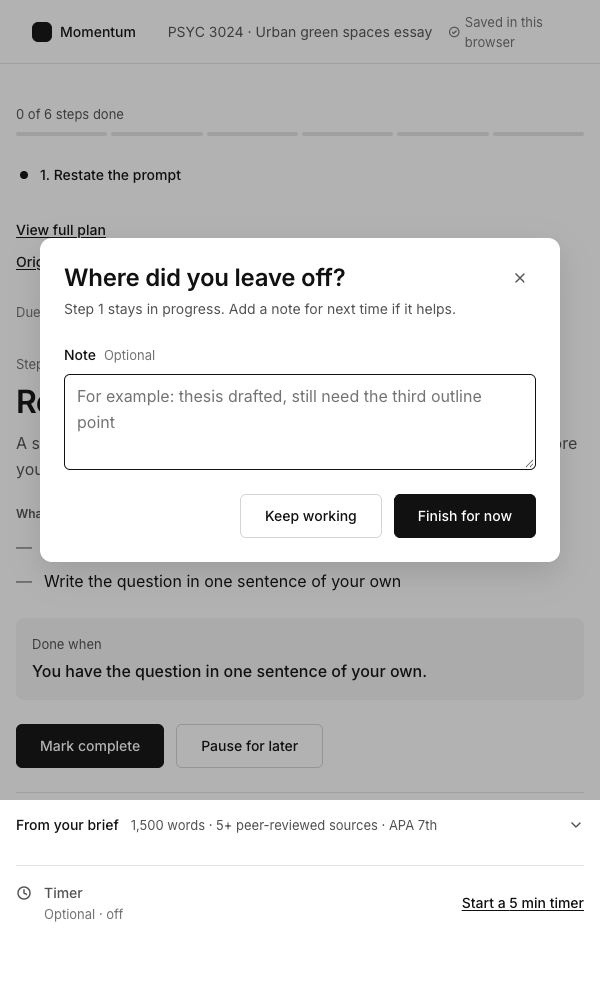 Momentum
PSYC 3024 · Urban green spaces essay
Saved in this
browser
0 of 6 steps done
1. Restate the prompt
View full plan
Where did you leave off?
Step 1 stays in progress. Add a note for next time if it helps.
Note Optional
For example: thesis drafted, still need the third outline
point
Keep working
Finish for now
Due
A s
you
Write the question in one sentence of your own
Done when
You have the question in one sentence of your own.
Mark complete
Pause for later
From your brief 1,500 words · 5+ peer-reviewed sources · APA 7th
Timer
Optional · off
Start a 5 min timer